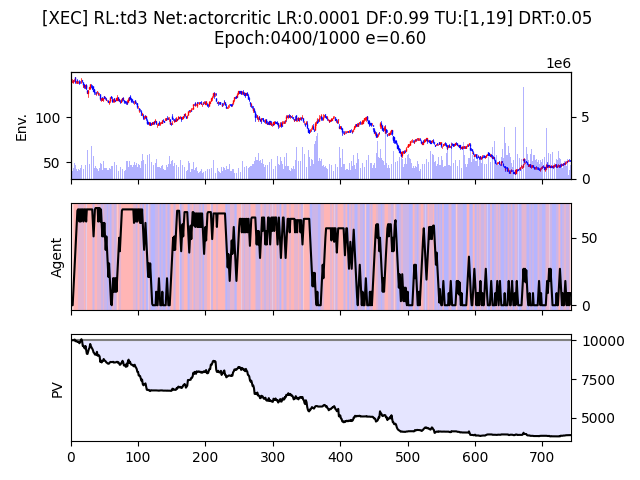 [XEC] RL:td3 Net:actorcritic LR:0.0001 DF:0.99 TU:[1,19] DRT:0.05
Epoch:0400/1000 e=0.60
1e6
Env.
100
50
5
0
Agent
50
0
PV
10000
7500
5000
0 100 200 300 400 500 600 700